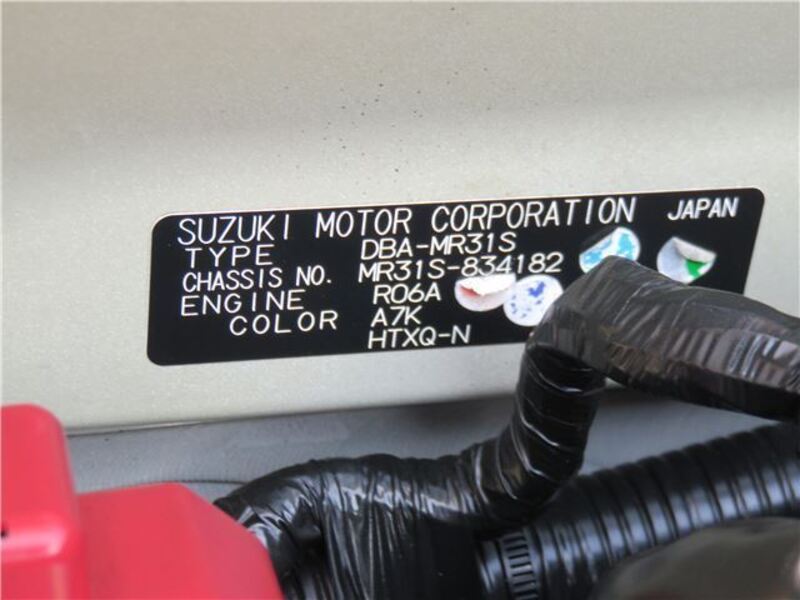 SUZUKI MOTOR CORPORATION JAPAN
TYPE DBA-MR31S
CHASSIS NO. MR31S-834182
ENGINE R06A
COLOR A7K
HTXQ-N